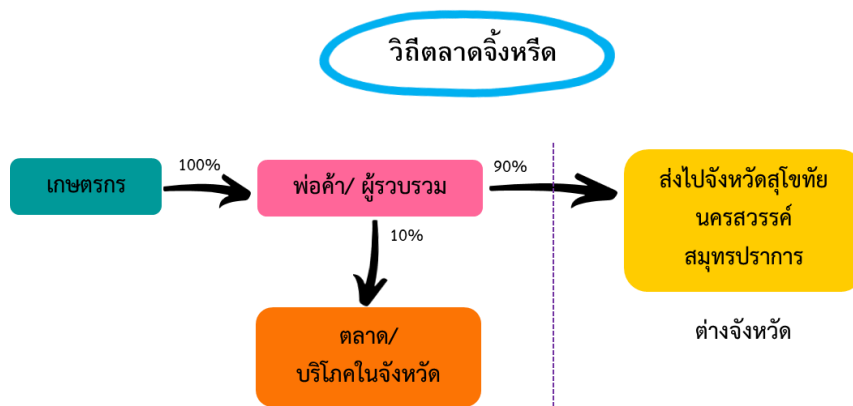 วิถีตลาดจิ้งหรีด
เกษตรกร
100%
พ่อค้า/ ผู้รวบรวม
90%
ส่งไปจังหวัดสุโขทัย
นครสวรรค์
สมุทรปราการ
10%
ตลาด/
บริโภคในจังหวัด
ต่างจังหวัด